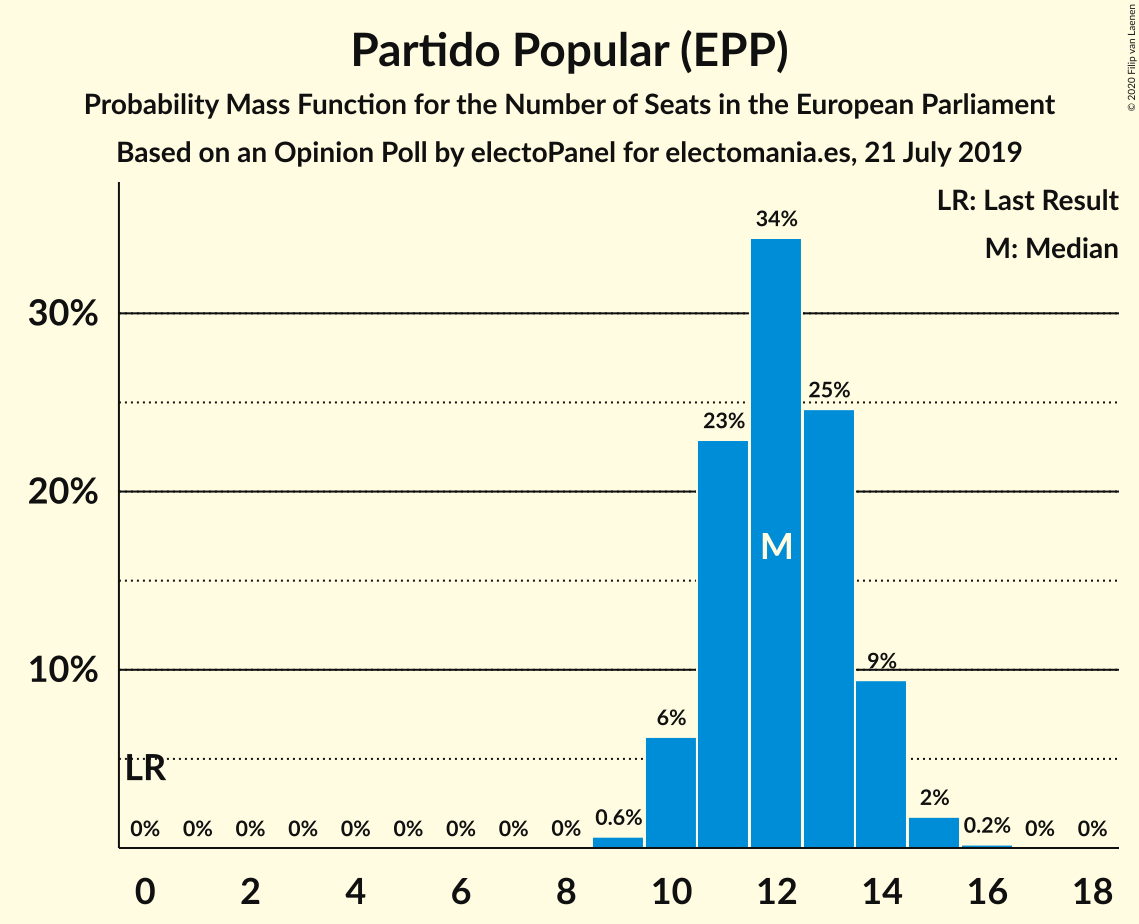 Partido Popular (EPP)
Probability Mass Function for the Number of Seats in the European Parliament
Based on an Opinion Poll by electoPanel for electomania.es, 21 July 2019
© 2020 Filip van Laenen
LR: Last Result
M: Median
30%
20%
10%
LR
0% 0% 0% 0% 0% 0% 0% 0% 0% 0.6% 6% 23% 34% 25% 9% 2% 0.2% 0% 0%
M
0 2 4 6 8 10 12 14 16 18